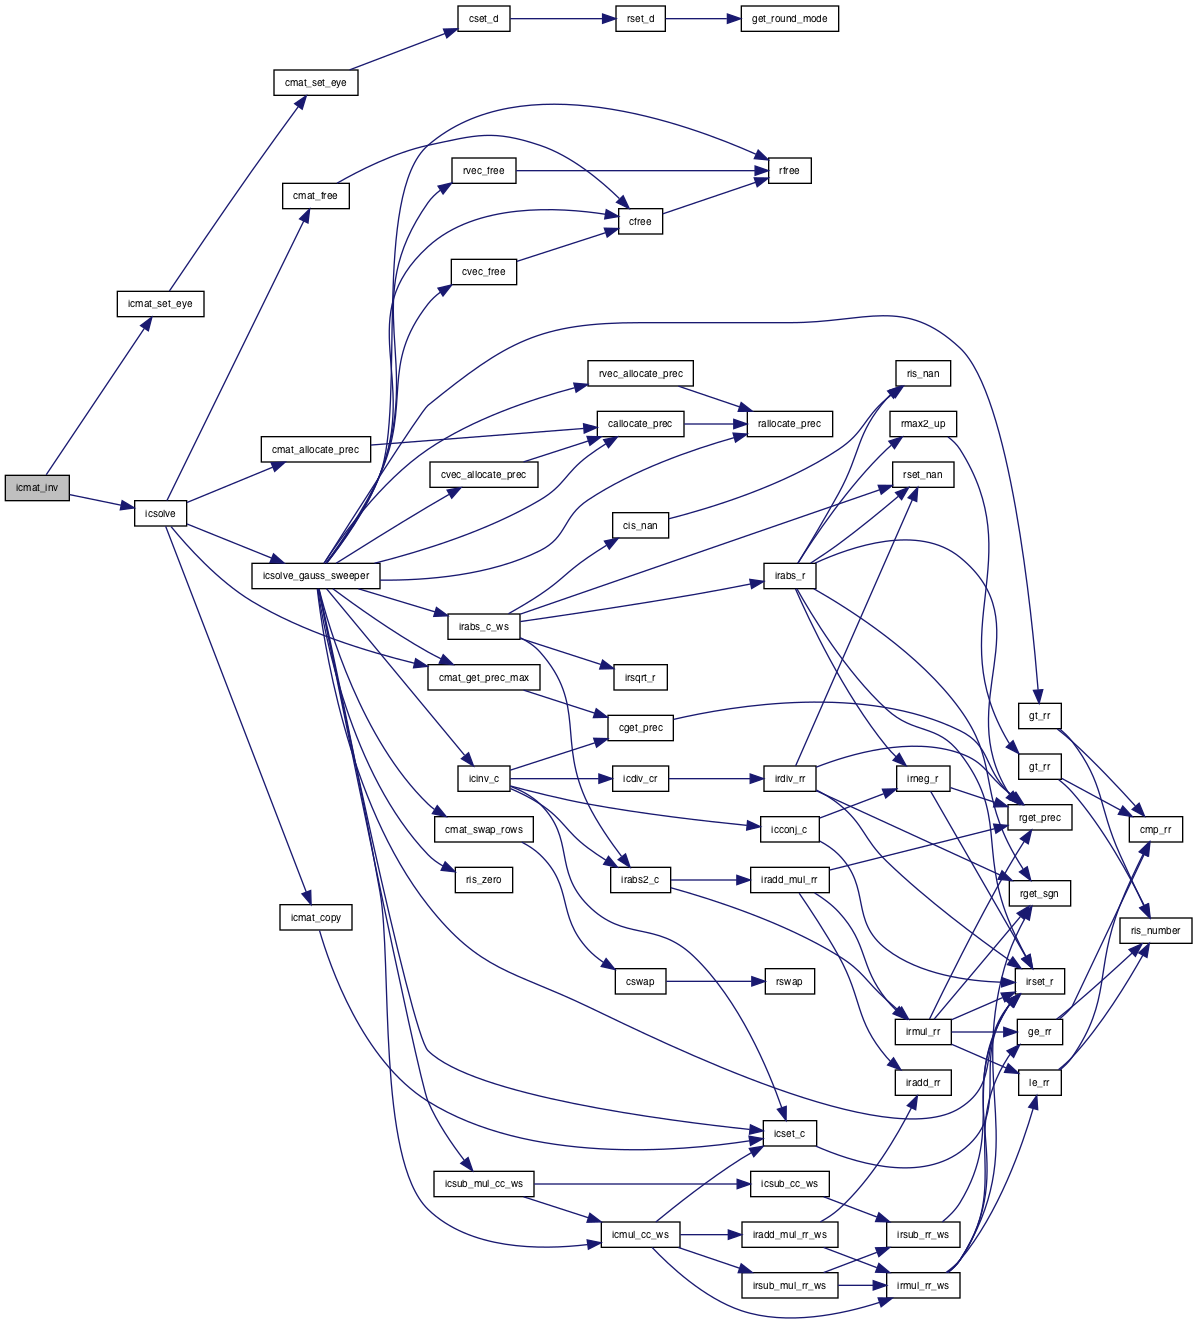 cset_d
rset_d
get_round_mode
cmat_set_eye
rvec_free
rfree
cmat_free
cfree
cvec_free
icmat_set_eye
rvec_allocate_prec
ris_nan
callocate_prec
rallocate_prec
rmax2_up
cmat_allocate_prec
cvec_allocate_prec
rset_nan
icmat_inv
icsolve
cis_nan
icsolve_gauss_sweeper
irabs_r
irabs_c_ws
cmat_get_prec_max
irsqrt_r
gt_rr
cget_prec
gt_rr
icinv_c
icdiv_cr
irdiv_rr
irneg_r
rget_prec
cmat_swap_rows
icconj_c
cmp_rr
ris_zero
irabs2_c
iradd_mul_rr
rget_sgn
icmat_copy
ris_number
cswap
rswap
irset_r
irmul_rr
ge_rr
iradd_rr
le_rr
icset_c
icsub_mul_cc_ws
icsub_cc_ws
icmul_cc_ws
iradd_mul_rr_ws
irsub_rr_ws
irsub_mul_rr_ws
irmul_rr_ws